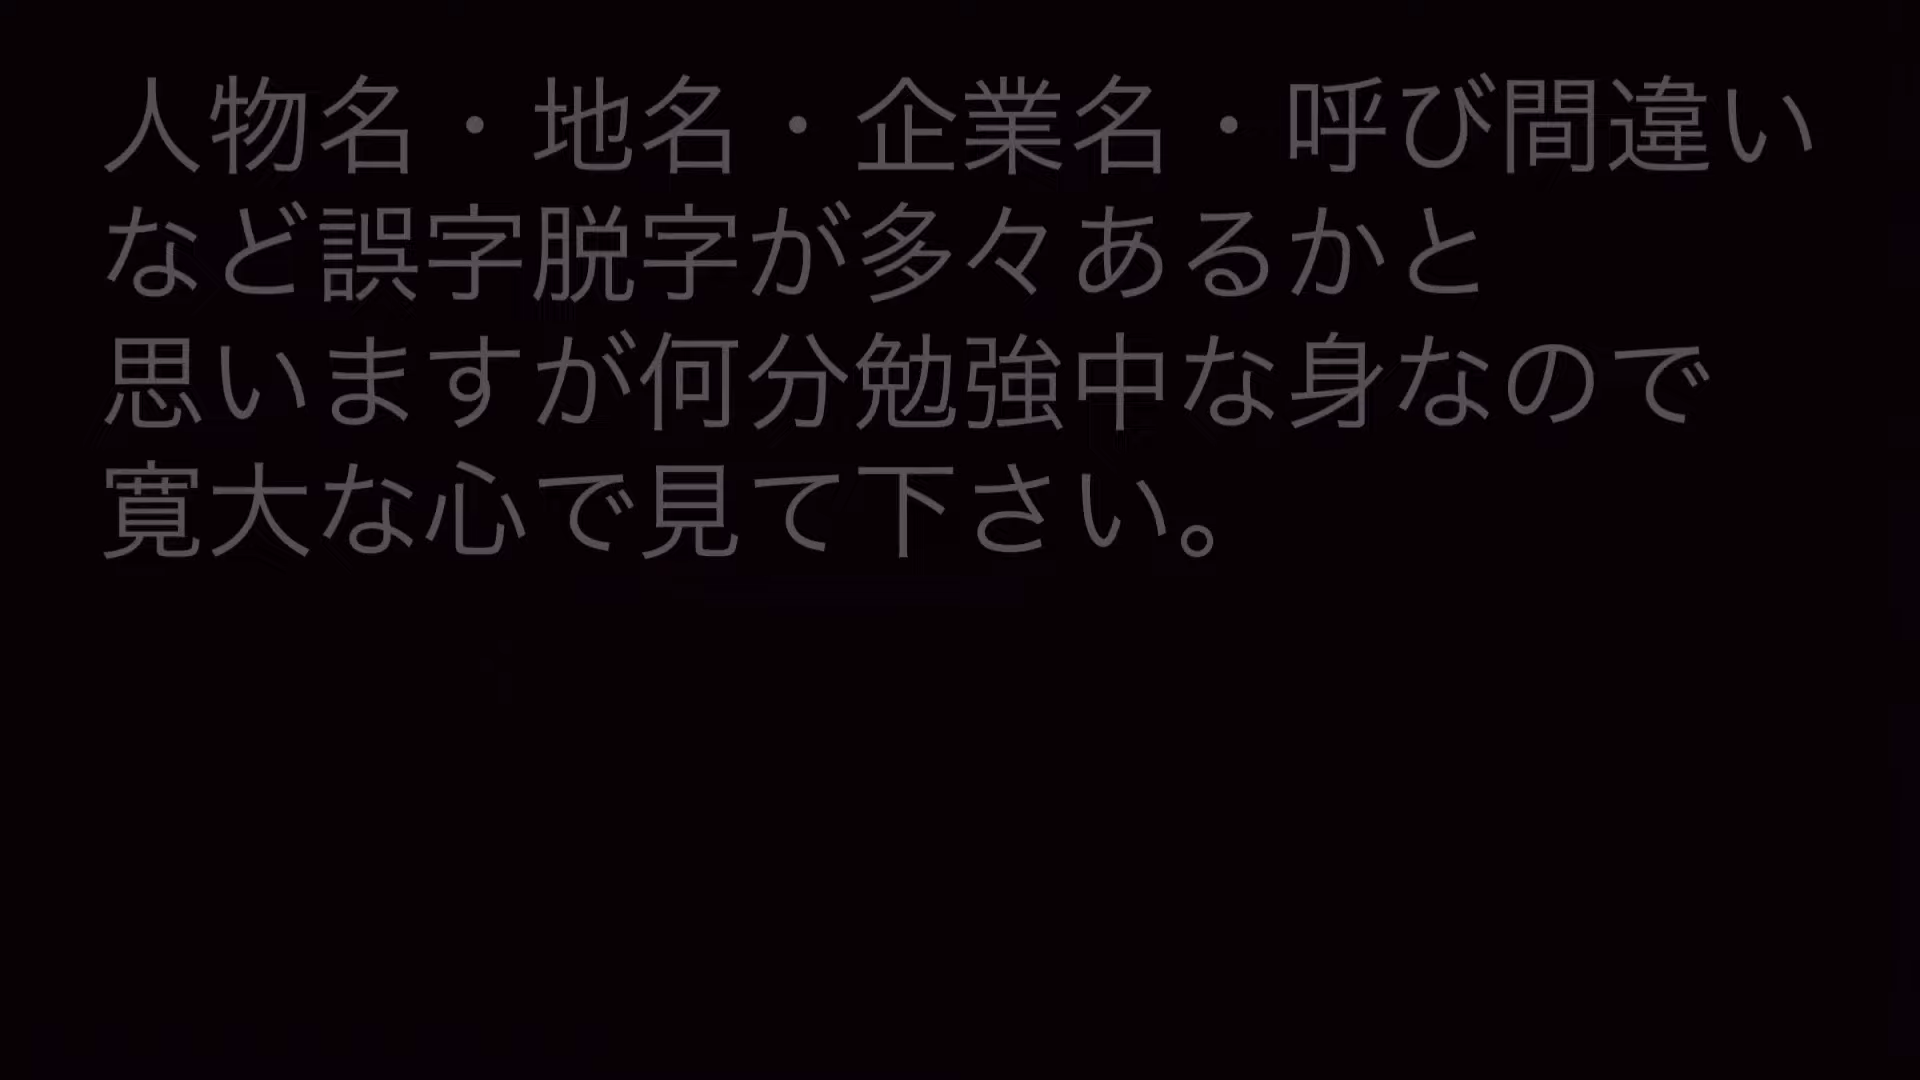 人物名・地名・企業名・呼び間違い
など誤字脱字が多々あるかと
思いますが何分勉強中な身なので
寛大な心で見て下さい。